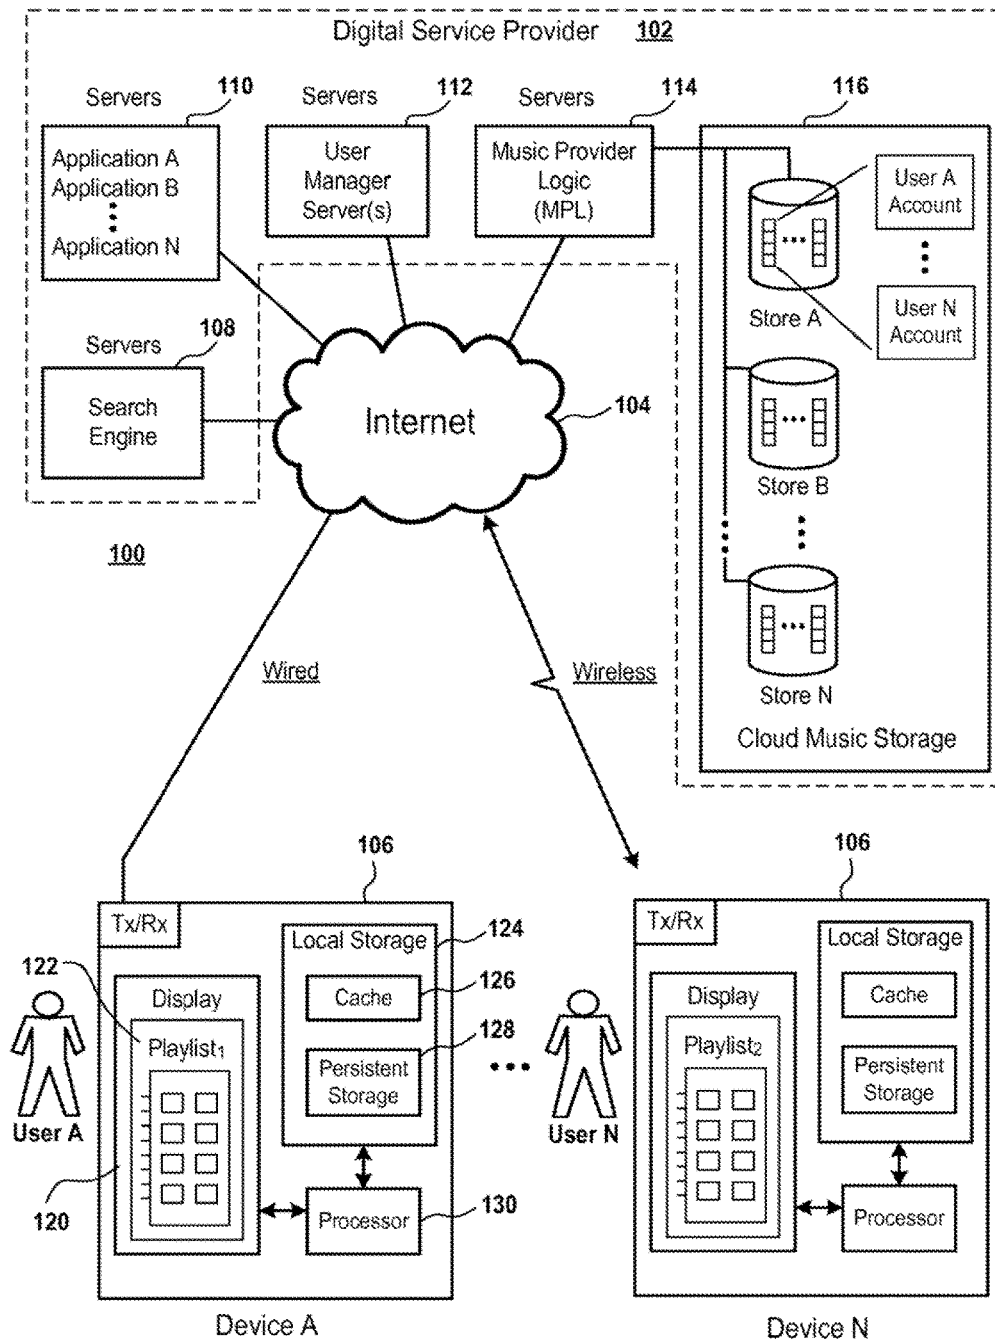 Digital Service Provider 102
Servers 110
Application A
Application B
Application N
Servers 112
User
Manager
Server(s)
Servers 114
Music Provider
Logic
(MPL)
116
User A
Account
User N
Account
Store A
Store B
Store N
Cloud Music Storage
Servers 108
Search
Engine
Internet
104
100
Wired
Wireless
106
Tx/Rx
Local Storage
124
Cache
126
Persistent
Storage
128
122
Display
Playlist₁
120
Processor
130
User A
Device A
106
Tx/Rx
Local Storage
Cache
Persistent
Storage
Display
Playlist₂
Processor
User N
Device N